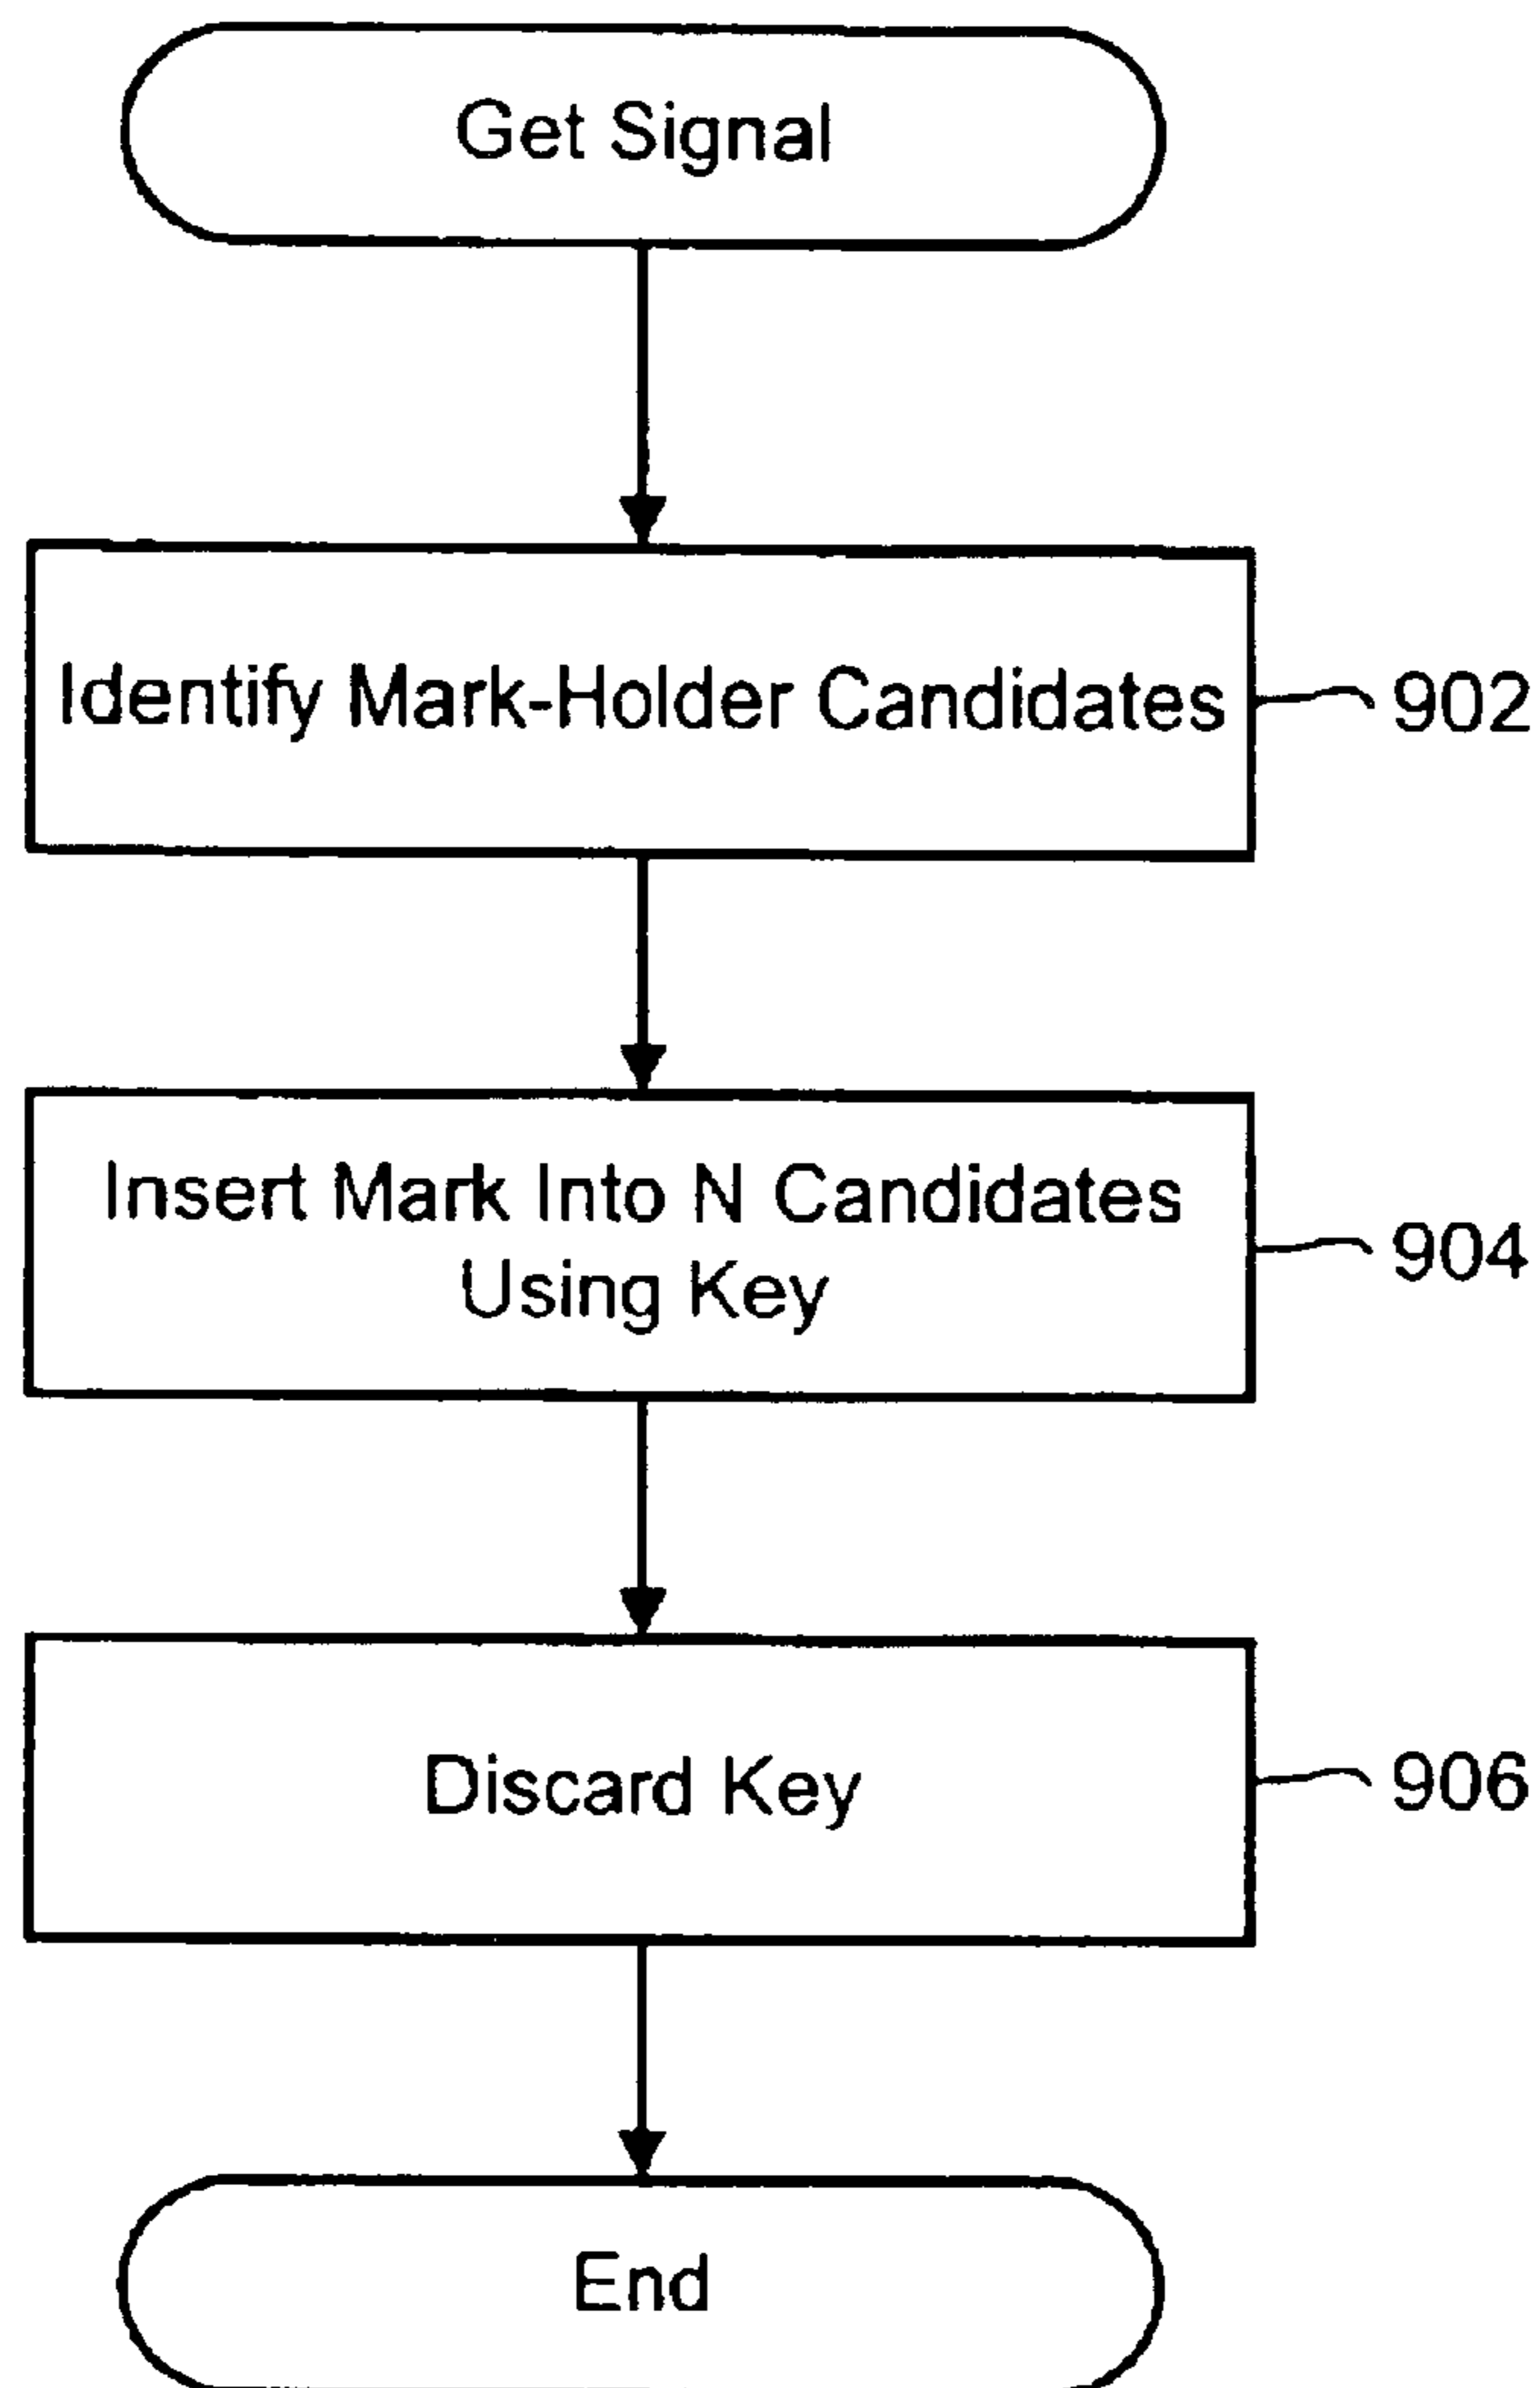 Get Signal
Identify Mark-Holder Candidates
902
Insert Mark Into N Candidates
Using Key
904
Discard Key
906
End